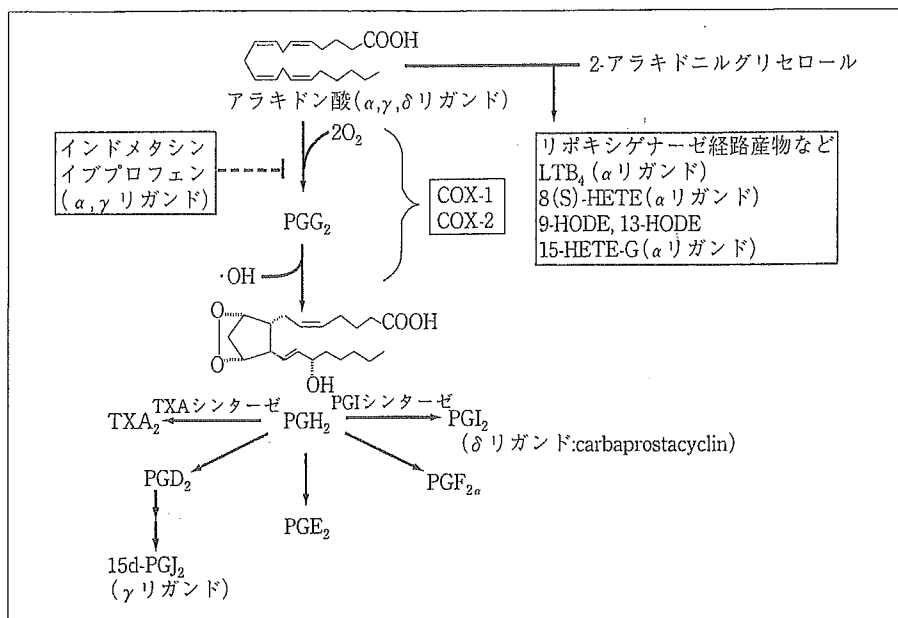 COOH
2-アラキドニルグリセロール
アラキドン酸(α,γ,δリガンド)
2O₂
インドメタシン
イブプロフェン
(α,γリガンド)
COX-1
COX-2
リポキシゲナーゼ経路産物など
LTB₄(αリガンド)
8(S)-HETE(αリガンド)
9-HODE, 13-HODE
15-HETE-G(αリガンド)
PGG₂
·OH
COOH
O
O
OH
TXAシンターゼ
PGIシンターゼ
TXA₂
PGH₂
PGI₂
(δリガンド:carbaprostacyclin)
PGD₂
PGF₂α
PGE₂
15d-PGJ₂
(γリガンド)